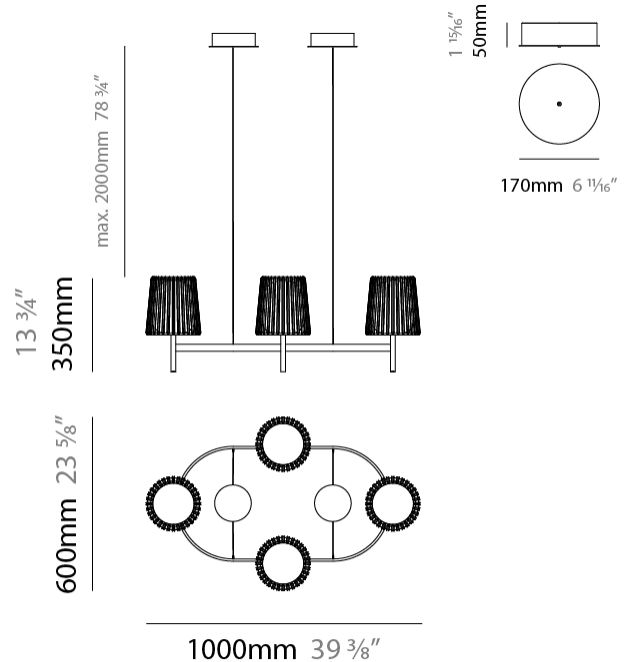 max. 2000mm 78 ¾″
1 15/16″
50mm
170mm 6 11/16″
13 ¾″
350mm
600mm 23 5/8″
1000mm 39 3/8″